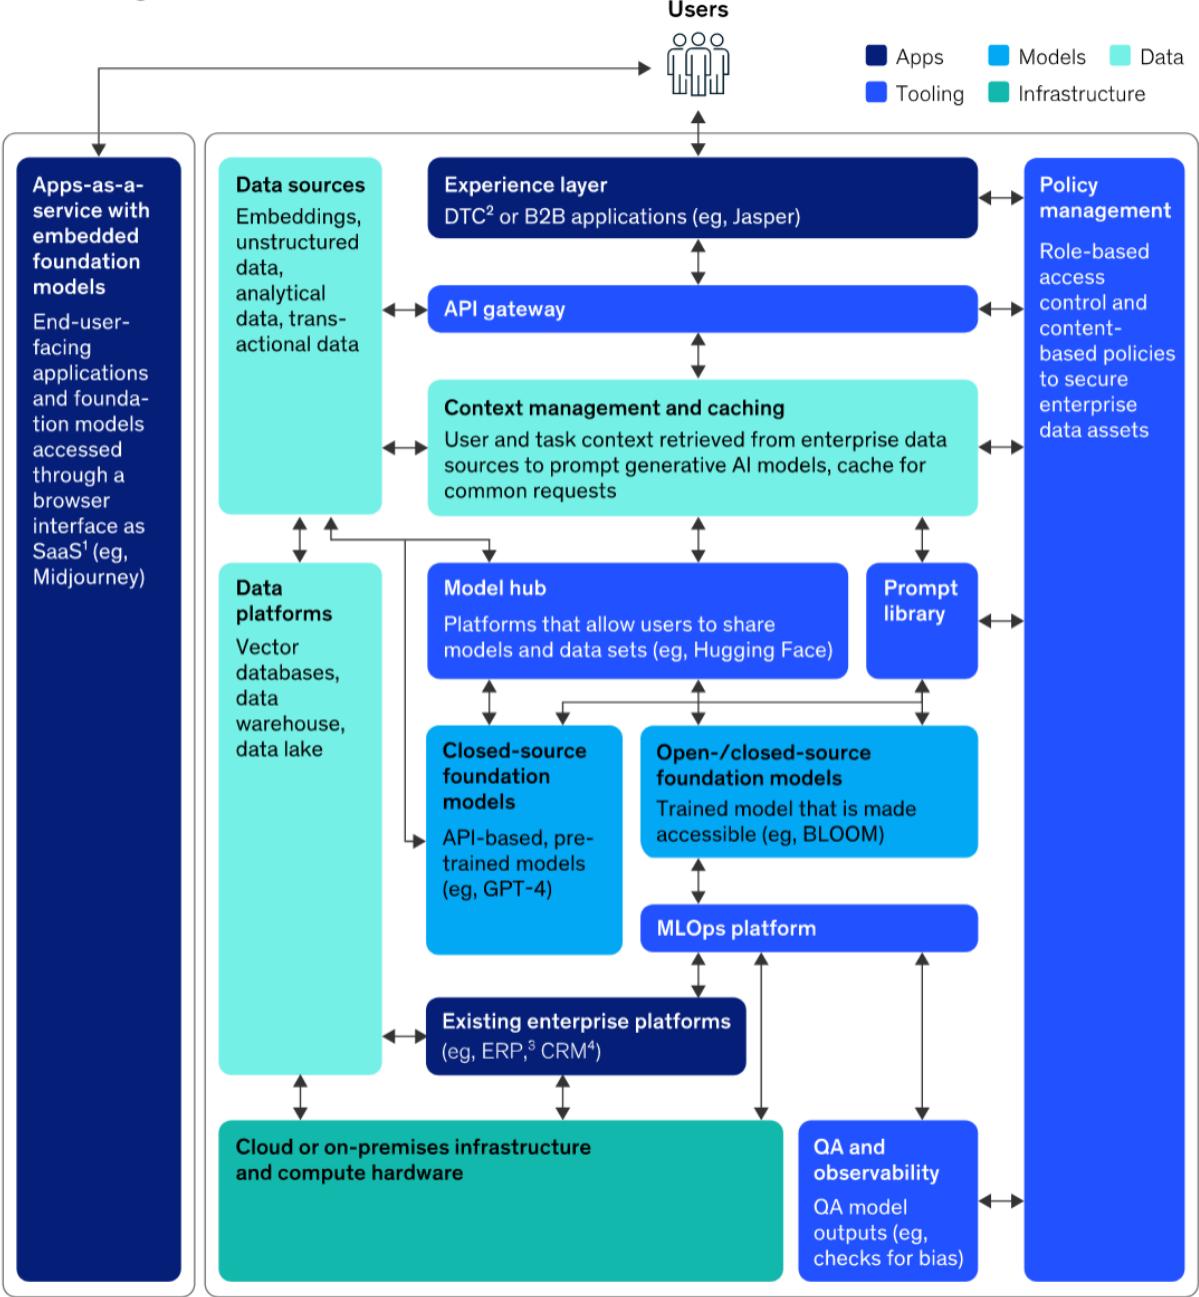 Users
Apps
Models
Data
Tooling
Infrastructure
Apps-as-a-
service with
embedded
foundation
models
End-user-
facing
applications
and founda-
tion models
accessed
through a
browser
interface as
SaaS¹ (eg,
Midjourney)
Data sources
Embeddings,
unstructured
data,
analytical
data, trans-
actional data
Experience layer
DTC² or B2B applications (eg, Jasper)
API gateway
Context management and caching
User and task context retrieved from enterprise data
sources to prompt generative AI models, cache for
common requests
Policy
management
Role-based
access
control and
content-
based policies
to secure
enterprise
data assets
Data
platforms
Vector
databases,
data
warehouse,
data lake
Model hub
Platforms that allow users to share
models and data sets (eg, Hugging Face)
Prompt
library
Closed-source
foundation
models
API-based, pre-
trained models
(eg, GPT-4)
Open-/closed-source
foundation models
Trained model that is made
accessible (eg, BLOOM)
MLOps platform
Existing enterprise platforms
(eg, ERP,³ CRM⁴)
Cloud or on-premises infrastructure
and compute hardware
QA and
observability
QA model
outputs (eg,
checks for bias)